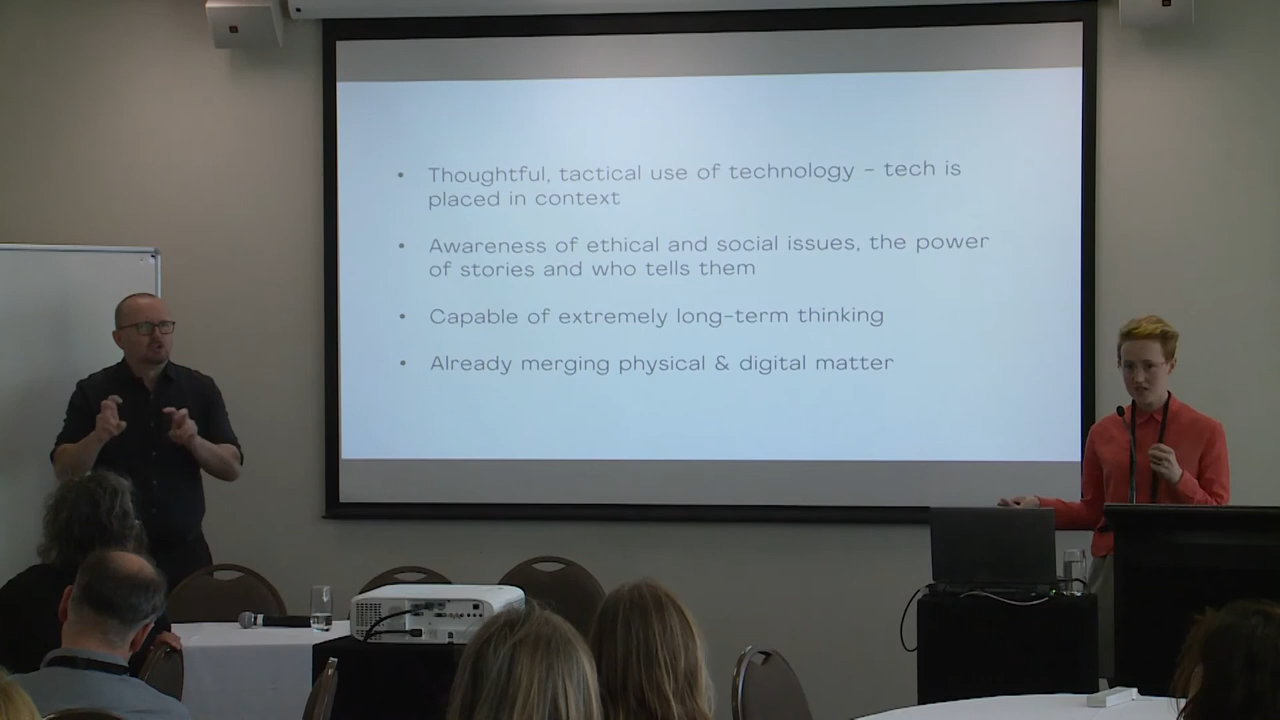 • Thoughtful, tactical use of technology – tech is
placed in context
• Awareness of ethical and social issues, the power
of stories and who tells them
• Capable of extremely long-term thinking
• Already merging physical & digital matter